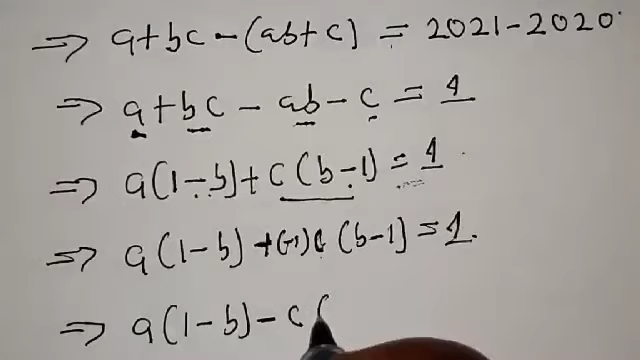 ⇒ a+bc-(ab+c) = 2021-2020.
⇒ a+bc-ab-c = 1
⇒ a(1-b)+c(b-1) = 1
⇒ a(1-b)+(-1)c(b-1) = 1.
⇒ a(1-b)-c(